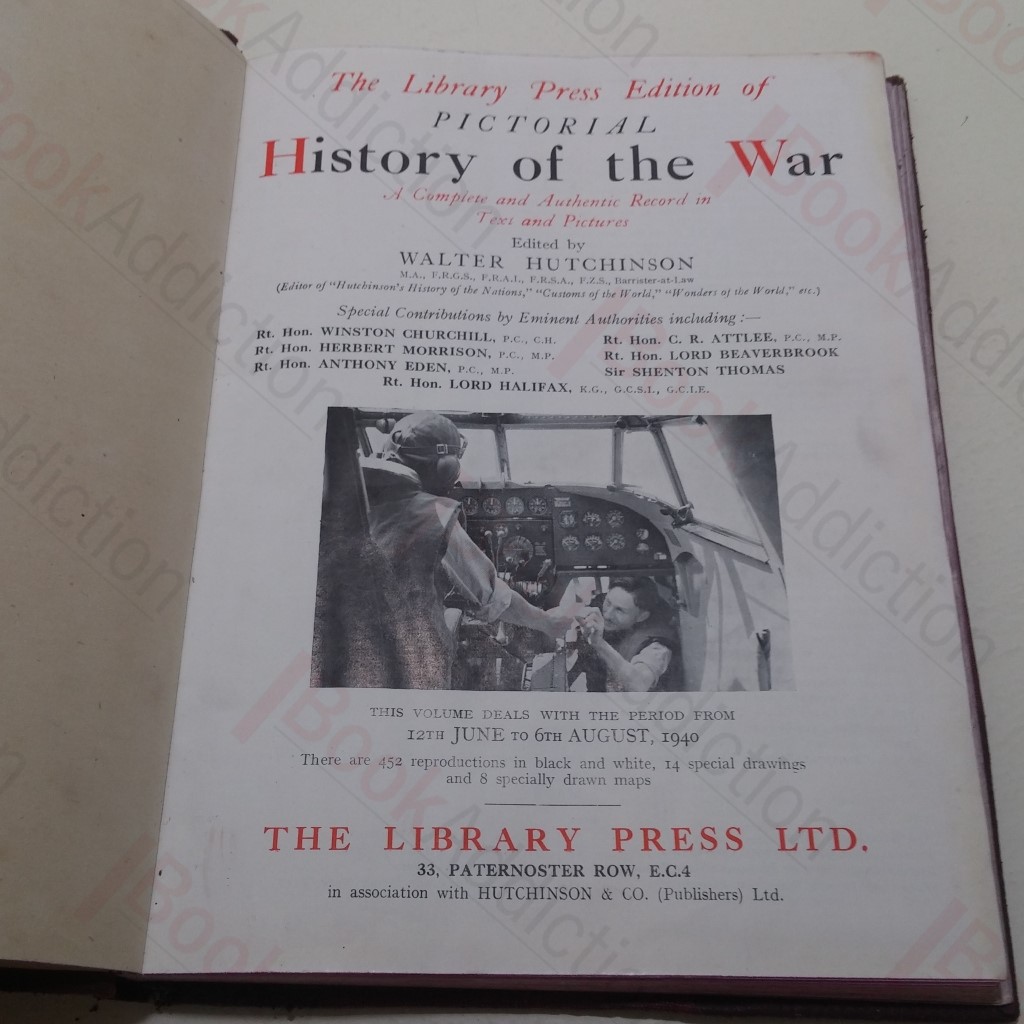 The Library Press Edition of
PICTORIAL
History of the War
A Complete and Authentic Record in
Text and Pictures
Edited by
WALTER HUTCHINSON
M.A., F.R.G.S., F.R.A.I., F.R.S.A., F.Z.S., Barrister-at-Law
(Editor of "Hutchinson's History of the Nations," "Customs of the World," "Wonders of the World," etc.)
Special Contributions by Eminent Authorities including :—
Rt. Hon. WINSTON CHURCHILL, P.C., C.H.
Rt. Hon. HERBERT MORRISON, P.C., M.P.
Rt. Hon. ANTHONY EDEN, P.C., M.P.
Rt. Hon. C. R. ATTLEE, P.C., M.P.
Rt. Hon. LORD BEAVERBROOK
Sir SHENTON THOMAS
Rt. Hon. LORD HALIFAX, K.G., G.C.S.I., G.C.I.E.
THIS VOLUME DEALS WITH THE PERIOD FROM
12TH JUNE TO 6TH AUGUST, 1940
There are 452 reproductions in black and white, 14 special drawings
and 8 specially drawn maps
THE LIBRARY PRESS LTD.
33, PATERNOSTER ROW, E.C.4
in association with HUTCHINSON & CO. (Publishers) Ltd.
BookAddiction